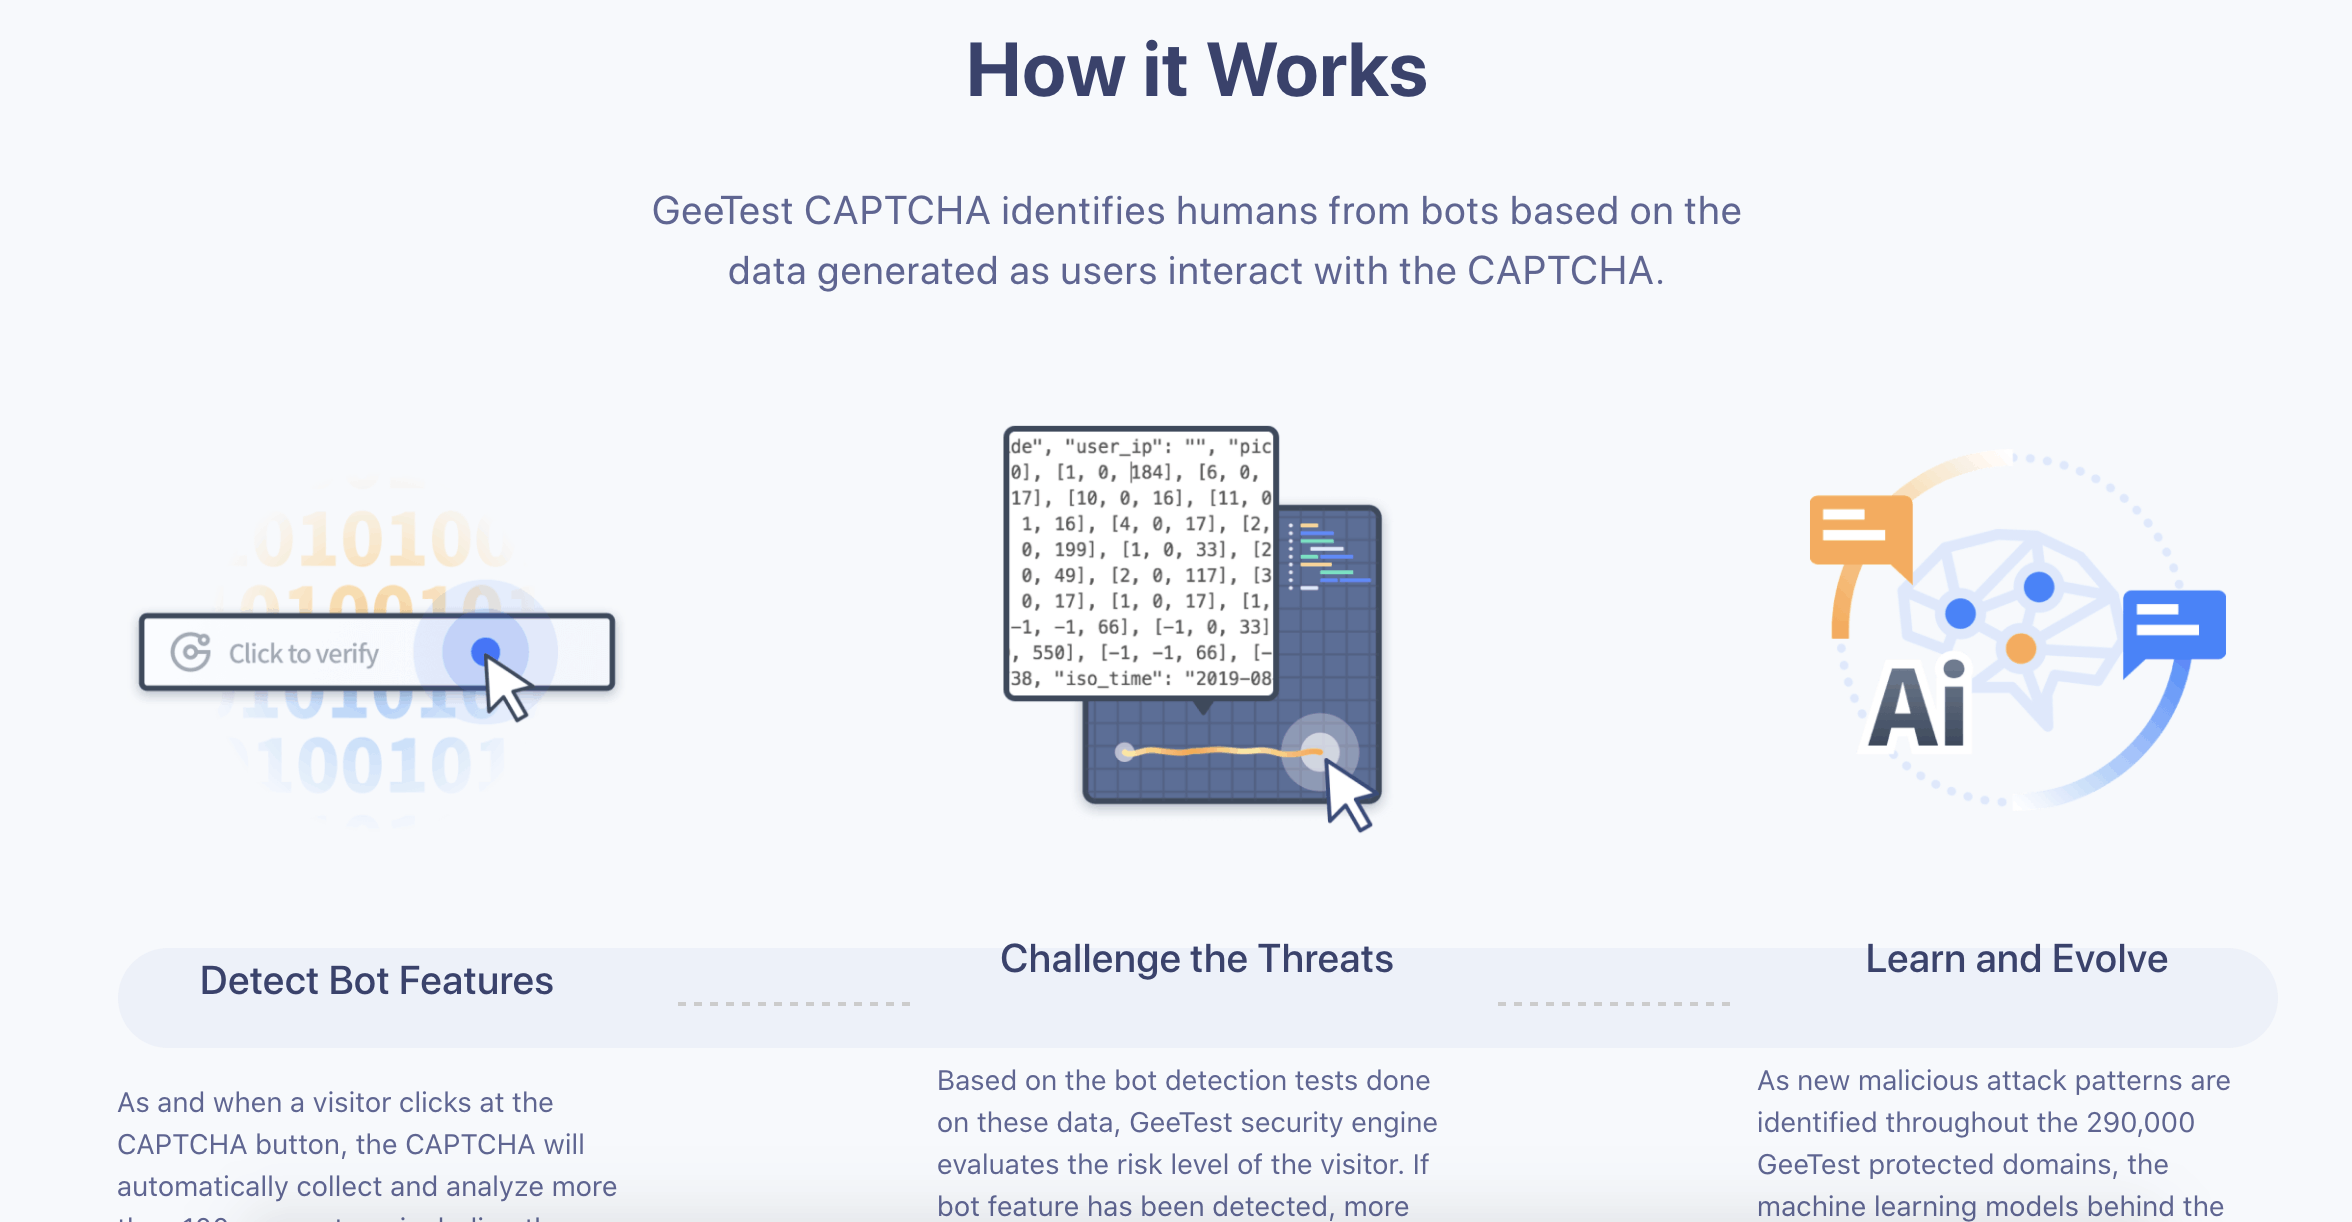 How it Works
GeeTest CAPTCHA identifies humans from bots based on the
data generated as users interact with the CAPTCHA.
010100
01001
Click to verify
101010
100101
de", "user_ip": "", "pic
0], [1, 0, 184], [6, 0,
17], [10, 0, 16], [11, 0
1, 16], [4, 0, 17], [2,
0, 199], [1, 0, 33], [2
0, 49], [2, 0, 117], [3
0, 17], [1, 0, 17], [1,
-1, -1, 66], [-1, 0, 33]
, 550], [-1, -1, 66], [-
38, "iso_time": "2019-08
Ai
Detect Bot Features
As and when a visitor clicks at the
CAPTCHA button, the CAPTCHA will
automatically collect and analyze more
Challenge the Threats
Based on the bot detection tests done
on these data, GeeTest security engine
evaluates the risk level of the visitor. If
bot feature has been detected, more
Learn and Evolve
As new malicious attack patterns are
identified throughout the 290,000
GeeTest protected domains, the
machine learning models behind the